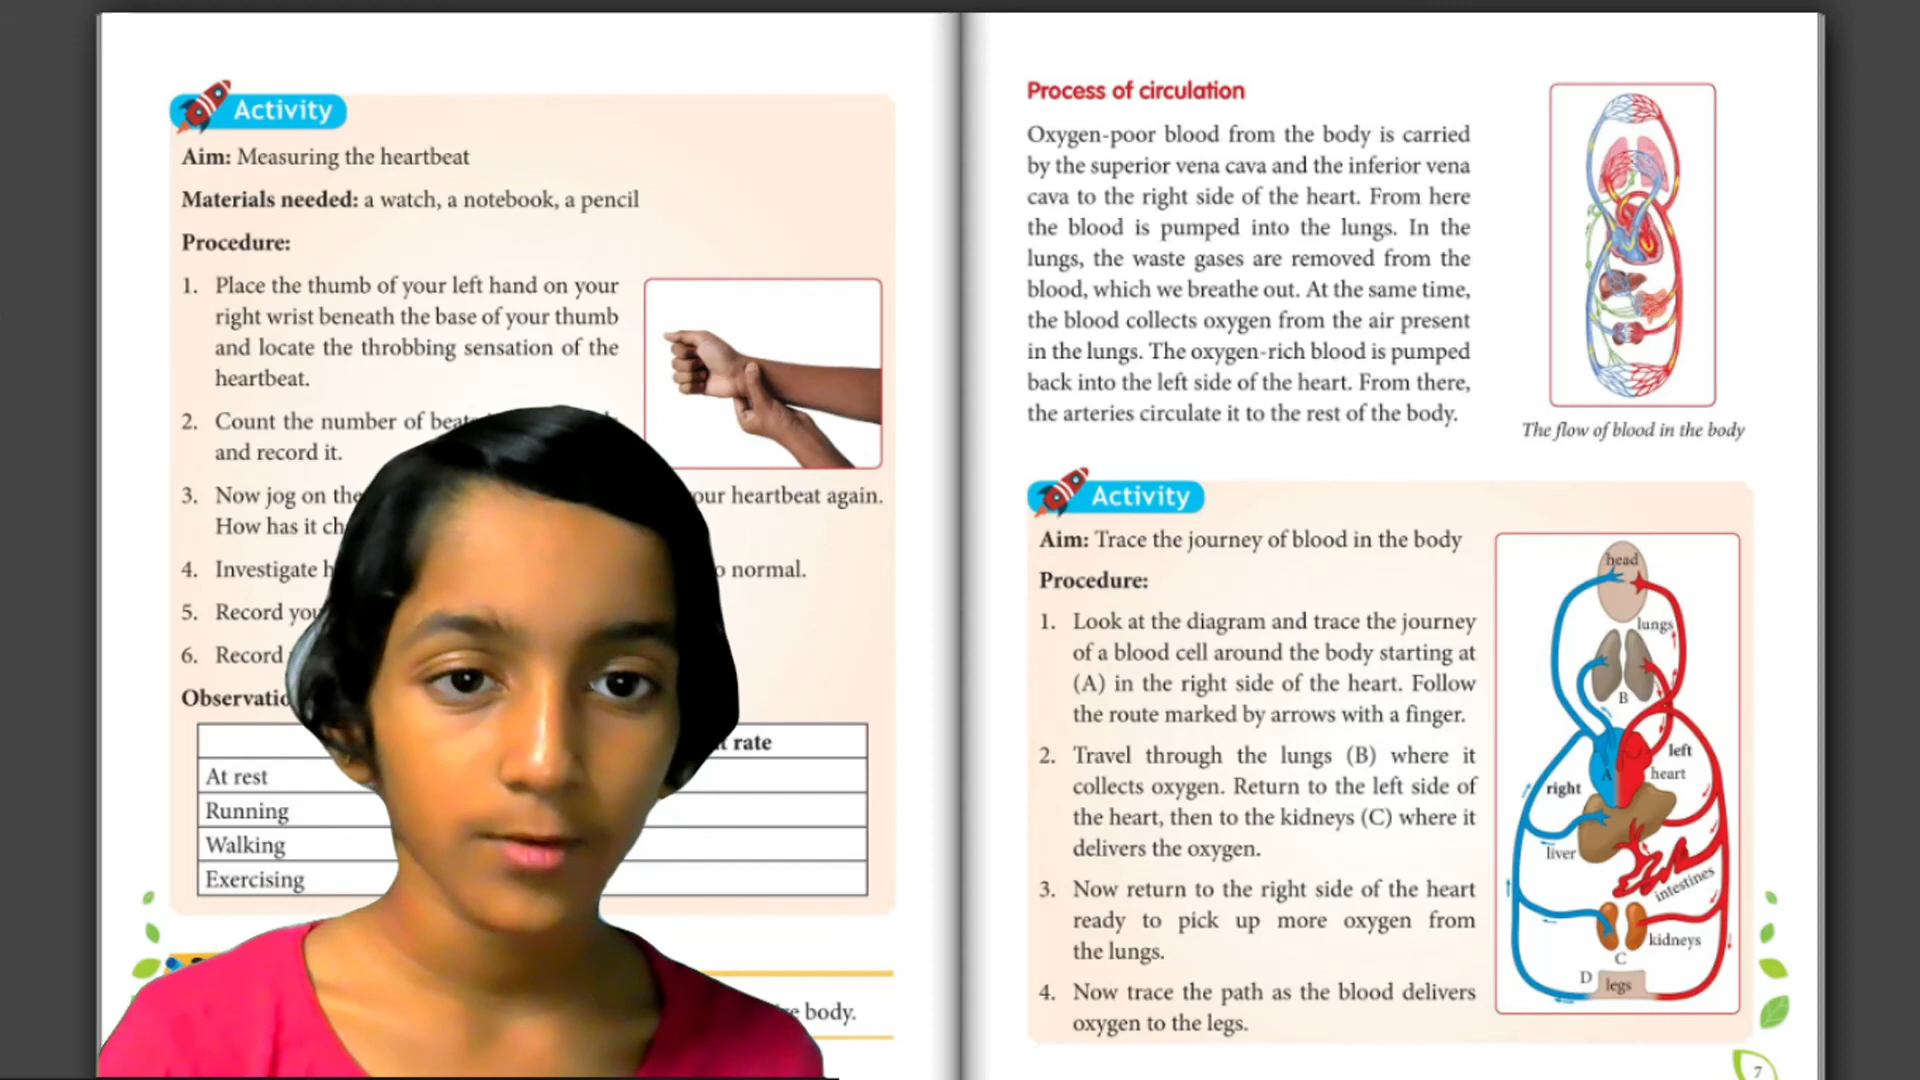 Activity
Aim: Measuring the heartbeat
Materials needed: a watch, a notebook, a pencil
Procedure:
1. Place the thumb of your left hand on your
right wrist beneath the base of your thumb
and locate the throbbing sensation of the
heartbeat.
2. Count the number of
and record it.
3. Now jog on the
heartbeat again.
How has it
4. Investigate
normal.
5. Record
6. Record
rate
At rest
Running
Walking
Exercising
body.
Process of circulation
Oxygen-poor blood from the body is carried
by the superior vena cava and the inferior vena
cava to the right side of the heart. From here
the blood is pumped into the lungs. In the
lungs, the waste gases are removed from the
blood, which we breathe out. At the same time,
the blood collects oxygen from the air present
in the lungs. The oxygen-rich blood is pumped
back into the left side of the heart. From there,
the arteries circulate it to the rest of the body.
The flow of blood in the body
Activity
Aim: Trace the journey of blood in the body
Procedure:
1. Look at the diagram and trace the journey
of a blood cell around the body starting at
(A) in the right side of the heart. Follow
the route marked by arrows with a finger.
2. Travel through the lungs (B) where it
collects oxygen. Return to the left side of
the heart, then to the kidneys (C) where it
delivers the oxygen.
3. Now return to the right side of the heart
ready to pick up more oxygen from
the lungs.
4. Now trace the path as the blood delivers
oxygen to the legs.
head
lungs
B
left
A
heart
right
liver
intestines
kidneys
C
D
legs
7